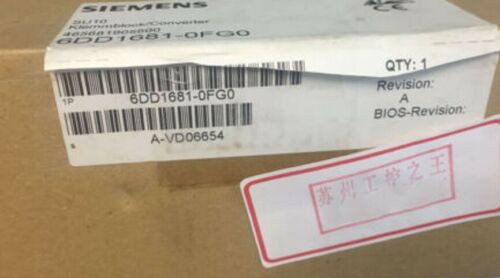 SIEMENS
SU10
Klemmblock/Converter
465681905600
6DD1681-0FG0
QTY: 1
1P 6DD1681-0FG0
Revision:
A
S A-VD06654
BIOS-Revision:
苏州工控之王